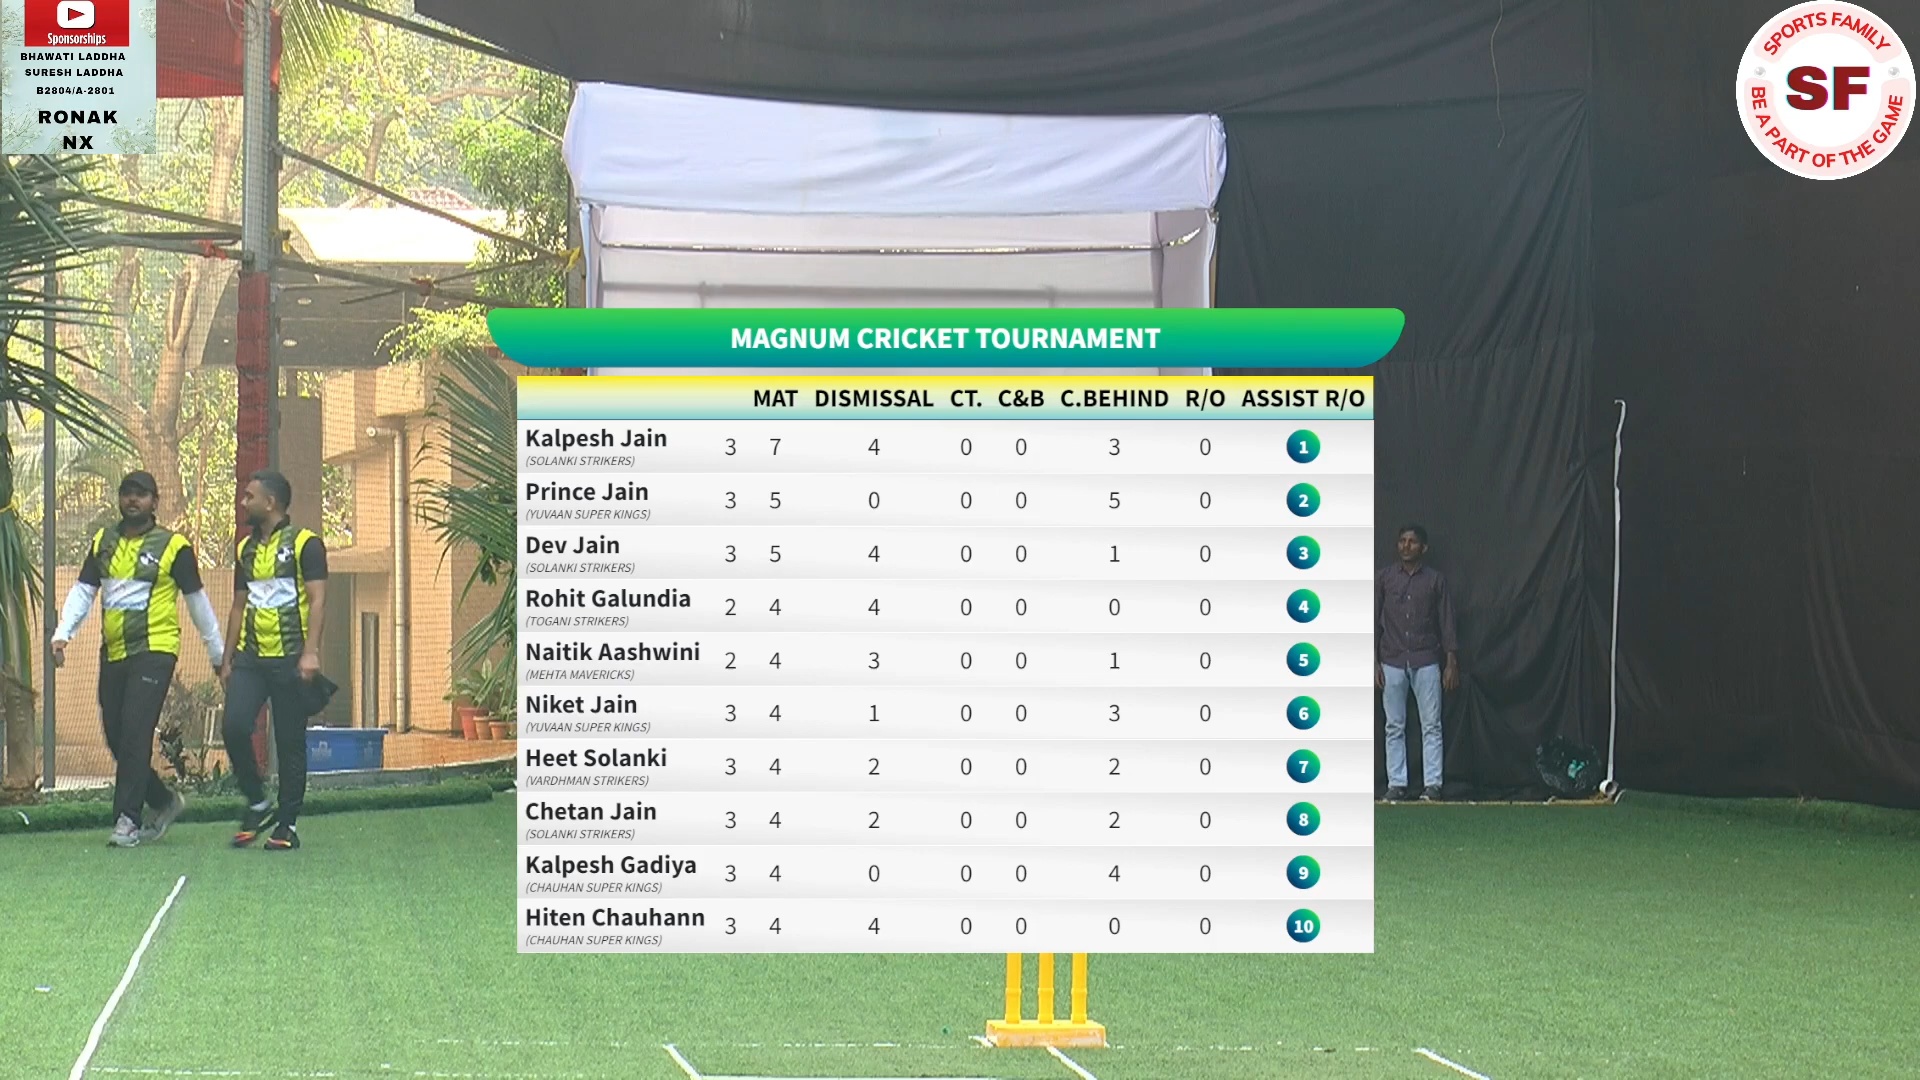 Sponsorships
BHAWATI LADDHA
SURESH LADDHA
B2804/A-2801
RONAK
NX
SPORTS FAMILY
SF
BE A PART OF THE GAME
MAGNUM CRICKET TOURNAMENT
MAT DISMISSAL CT. C&B C.BEHIND R/O ASSIST R/O
Kalpesh Jain 3 7 4 0 0 3 0 1
(SOLANKI STRIKERS)
Prince Jain 3 5 0 0 0 5 0 2
(YUVAAN SUPER KINGS)
Dev Jain 3 5 4 0 0 1 0 3
(SOLANKI STRIKERS)
Rohit Galundia 2 4 4 0 0 0 0 4
(TOGANI STRIKERS)
Naitik Aashwini 2 4 3 0 0 1 0 5
(MEHTA MAVERICKS)
Niket Jain 3 4 1 0 0 3 0 6
(YUVAAN SUPER KINGS)
Heet Solanki 3 4 2 0 0 2 0 7
(VARDHMAN STRIKERS)
Chetan Jain 3 4 2 0 0 2 0 8
(SOLANKI STRIKERS)
Kalpesh Gadiya 3 4 0 0 0 4 0 9
(CHAUHAN SUPER KINGS)
Hiten Chauhann 3 4 4 0 0 0 0 10
(CHAUHAN SUPER KINGS)